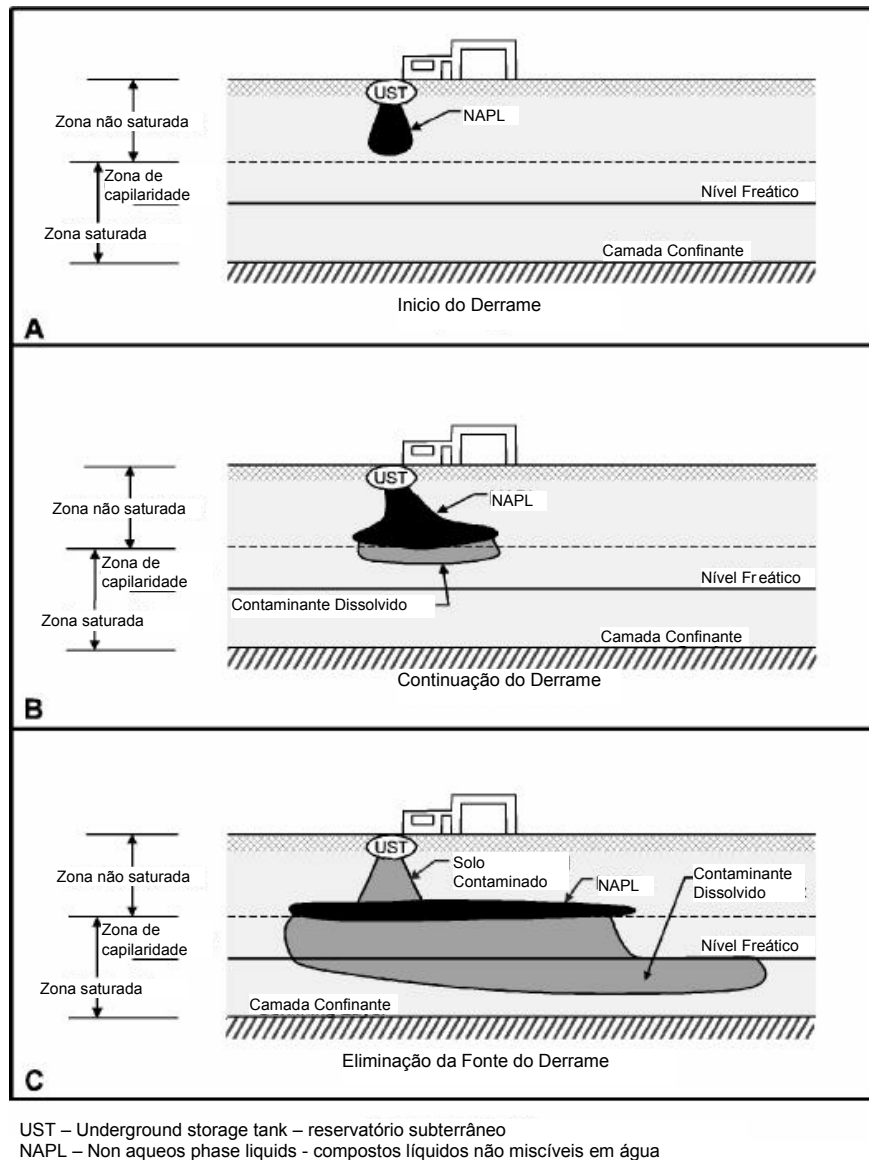 UST
NAPL
Zona não saturada
Zona de
capilaridade
Nível Freático
Zona saturada
Camada Confinante
Inicio do Derrame
A
UST
NAPL
Zona não saturada
Zona de
capilaridade
Nível Freático
Contaminante Dissolvido
Zona saturada
Camada Confinante
Continuação do Derrame
B
UST
Solo
Contaminado
Contaminante
Dissolvido
NAPL
Zona não saturada
Zona de
capilaridade
Nível Freático
Zona saturada
Camada Confinante
Eliminação da Fonte do Derrame
C
UST – Underground storage tank – reservatório subterrâneo
NAPL – Non aqueos phase liquids - compostos líquidos não miscíveis em água